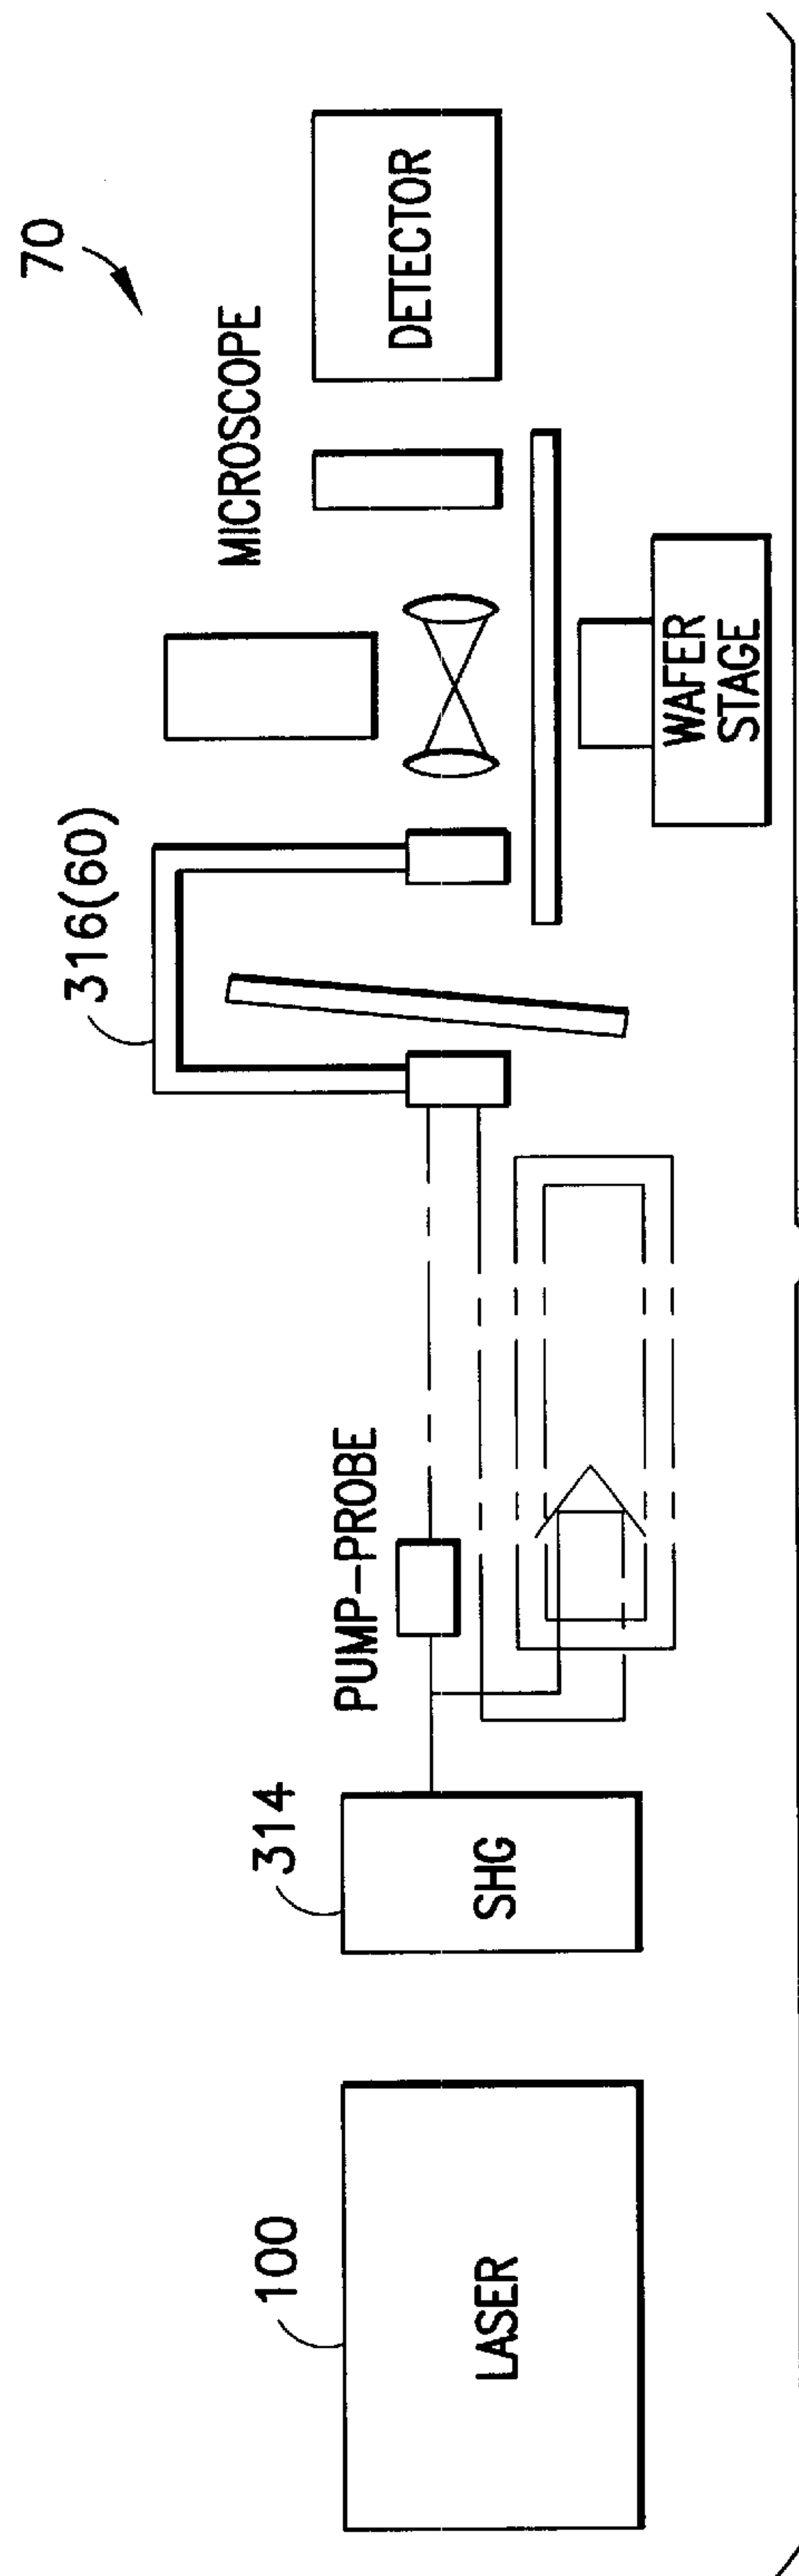 70
MICROSCOPE
DETECTOR
316(60)
WAFER
STAGE
PUMP-PROBE
314
SHG
100
LASER